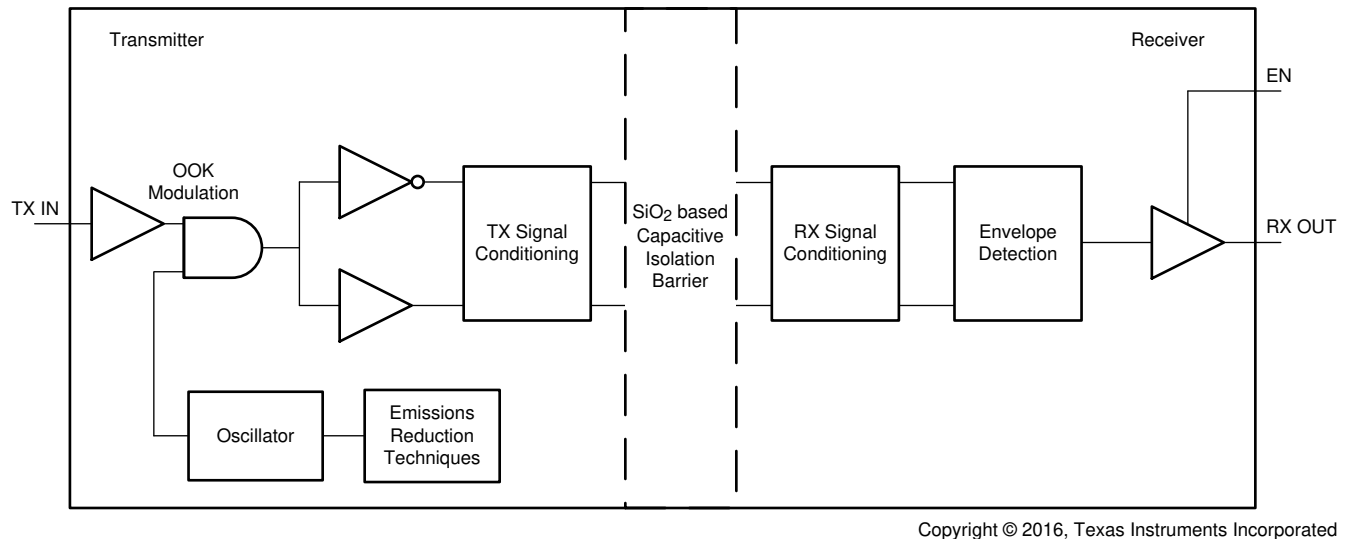 Transmitter
Receiver
EN
OOK
Modulation
TX IN
TX Signal
Conditioning
SiO2 based
Capacitive
Isolation
Barrier
RX Signal
Conditioning
Envelope
Detection
RX OUT
Oscillator
Emissions
Reduction
Techniques
Copyright © 2016, Texas Instruments Incorporated